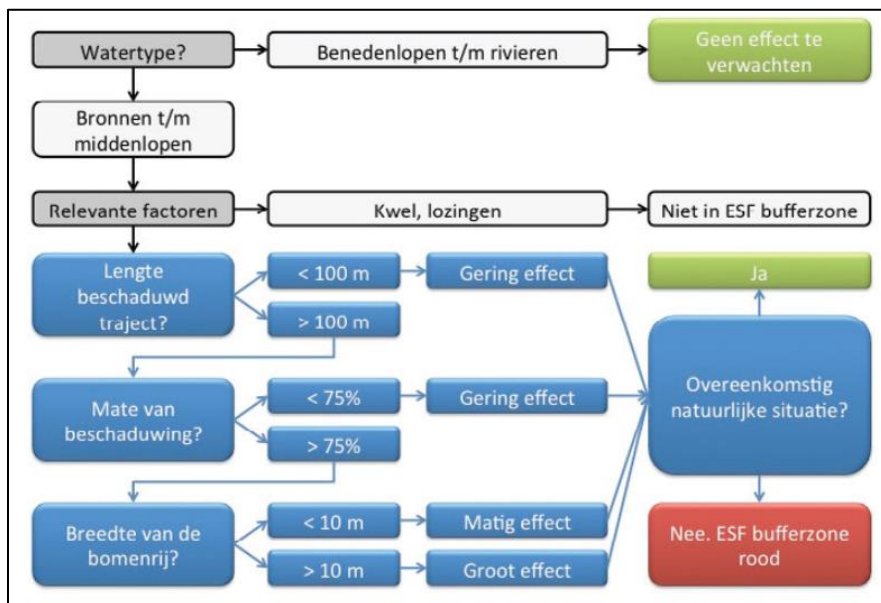 Watertype?
Benedenlopen t/m rivieren
Geen effect te
verwachten
Bronnen t/m
middenlopen
Relevante factoren
Kwel, lozingen
Niet in ESF bufferzone
Lengte
beschaduwd
traject?
< 100 m
Gering effect
> 100 m
Ja
Mate van
beschaduwing?
< 75%
Gering effect
> 75%
Overeenkomstig
natuurlijke situatie?
Breedte van de
bomenrij?
< 10 m
Matig effect
> 10 m
Groot effect
Nee. ESF bufferzone
rood